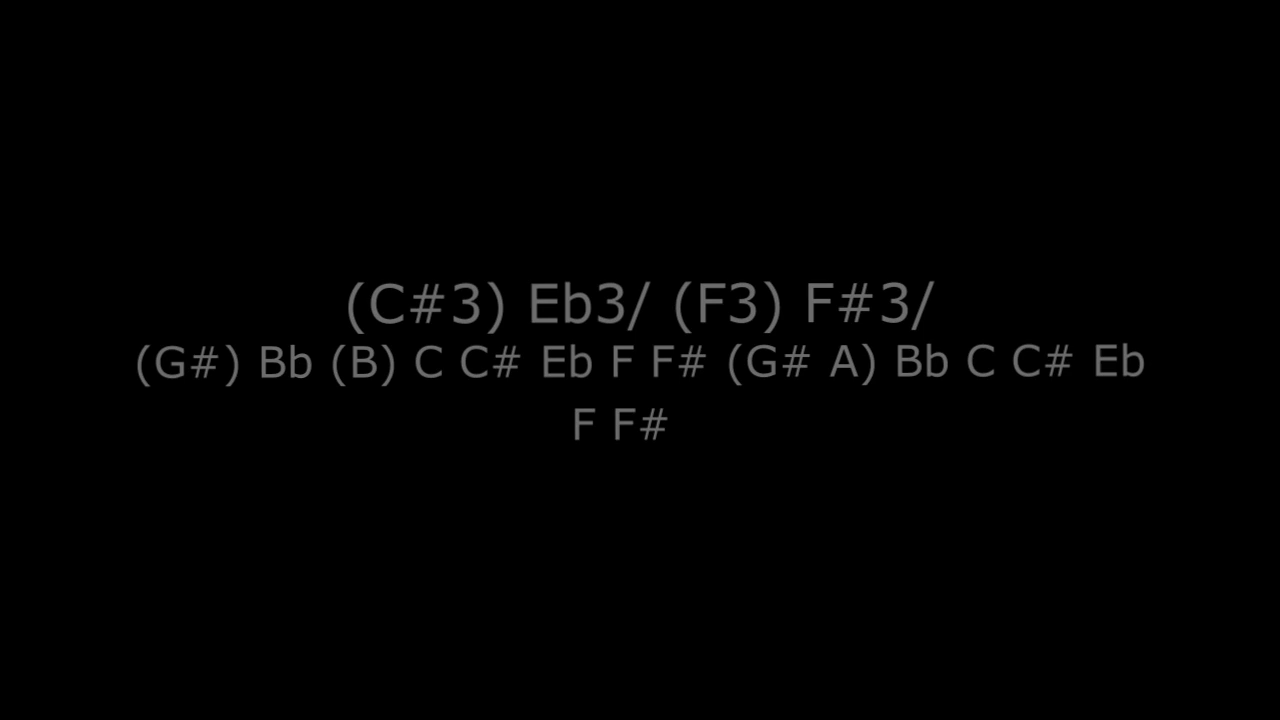 (C#3) Eb3/ (F3) F#3/
(G#) Bb (B) C C# Eb F F# (G# A) Bb C C# Eb
F F#